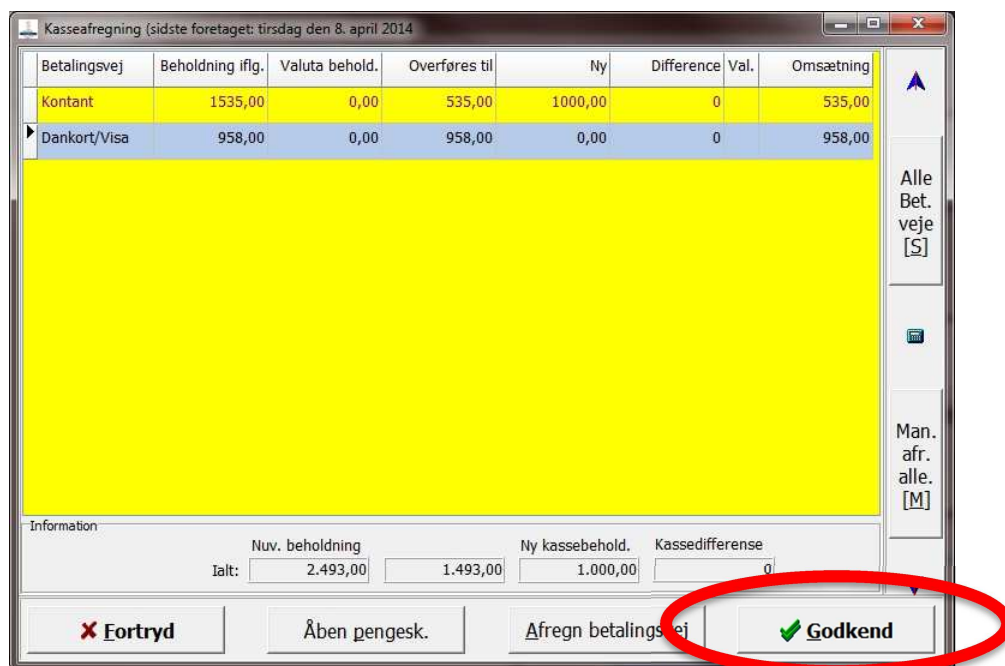 Kasseafregning (sidste foretaget: tirsdag den 8. april 2014
Betalingsvej Beholdning iflg. Valuta behold. Overføres til Ny Difference Val. Omsætning
Kontant 1535,00 0,00 535,00 1000,00 0 535,00
Dankort/Visa 958,00 0,00 958,00 0,00 0 958,00
Alle
Bet.
veje
[S]
Man.
afr.
alle.
[M]
Information
Nuv. beholdning Ny kassebehold. Kassedifferense
Ialt: 2.493,00 1.493,00 1.000,00 0
Fortryd Åben pengesk. Afregn betalingsvej Godkend